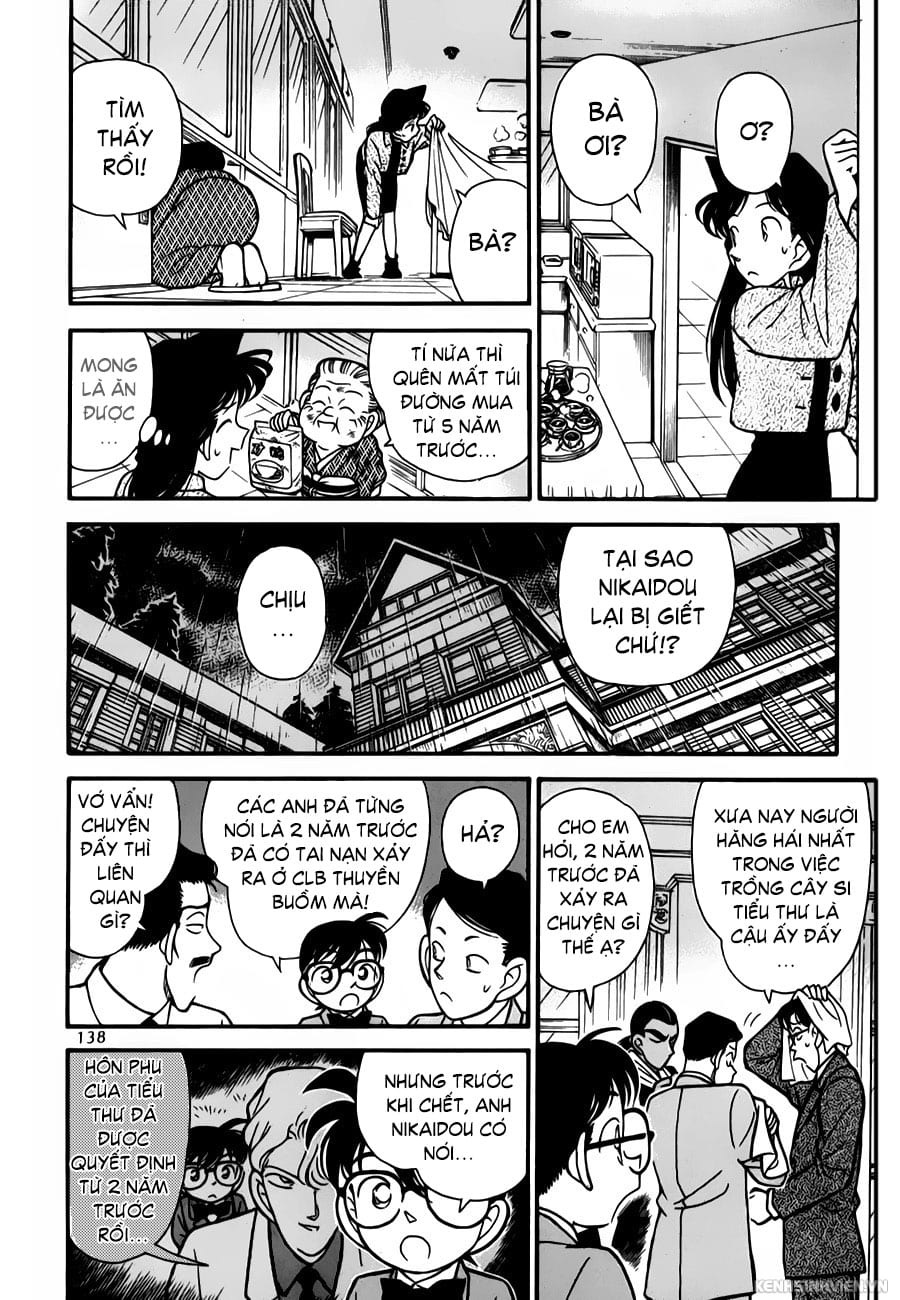 Ơ?
BÀ
ƠI?
BÀ?
TÌM
THẤY
RỒI!
TÍ NỮA THÌ
QUÊN MẤT TÚI
ĐƯỜNG MUA
TỪ 5 NĂM
TRƯỚC...
MONG
LÀ ĂN
ĐƯỢC
...
TẠI SAO
NIKAIDOU
LẠI BỊ GIẾT
CHỨ!?
CHỊU
...
XƯA NAY NGƯỜI
HĂNG HÁI NHẤT
TRONG VIỆC
TRỒNG CÂY SI
TIỂU THƯ LÀ
CẬU ẤY ĐẤY
...
CHO EM
HỎI, 2 NĂM
TRƯỚC ĐÃ
XẢY RA
CHUYỆN GÌ
THẾ Ạ?
HẢ?
CÁC ANH ĐÃ TỪNG
NÓI LÀ 2 NĂM TRƯỚC
ĐÃ CÓ TAI NẠN XẢY
RA Ở CLB THUYỀN
BUỒM MÀ!
VỚ VẨN!
CHUYỆN
ĐẤY THÌ
LIÊN
QUAN
GÌ?
NHƯNG TRƯỚC
KHI CHẾT, ANH
NIKAIDOU CÓ
NÓI...
HÔN PHU
CỦA TIỂU
THƯ ĐÃ
ĐƯỢC
QUYẾT ĐỊNH
TỪ 2 NĂM
TRƯỚC
RỒI...
138
KENHSINHVIEN.VN